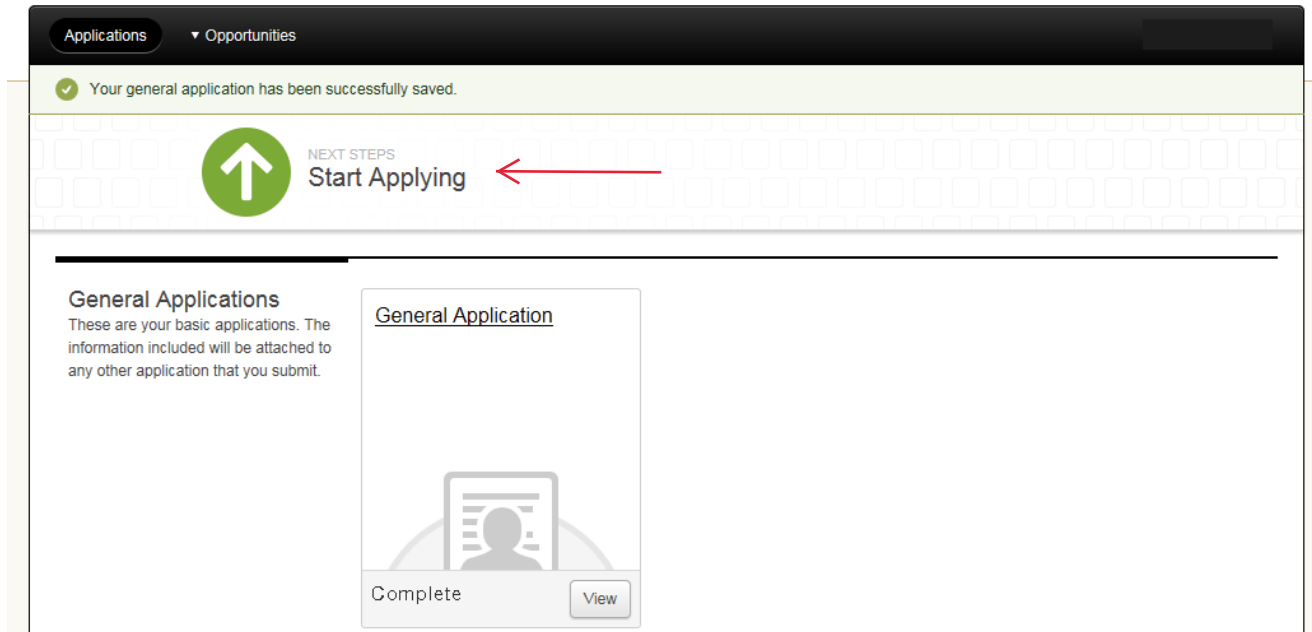 Applications ▼ Opportunities
Your general application has been successfully saved.
NEXT STEPS
Start Applying
General Applications
These are your basic applications. The
information included will be attached to
any other application that you submit.
General Application
Complete
View